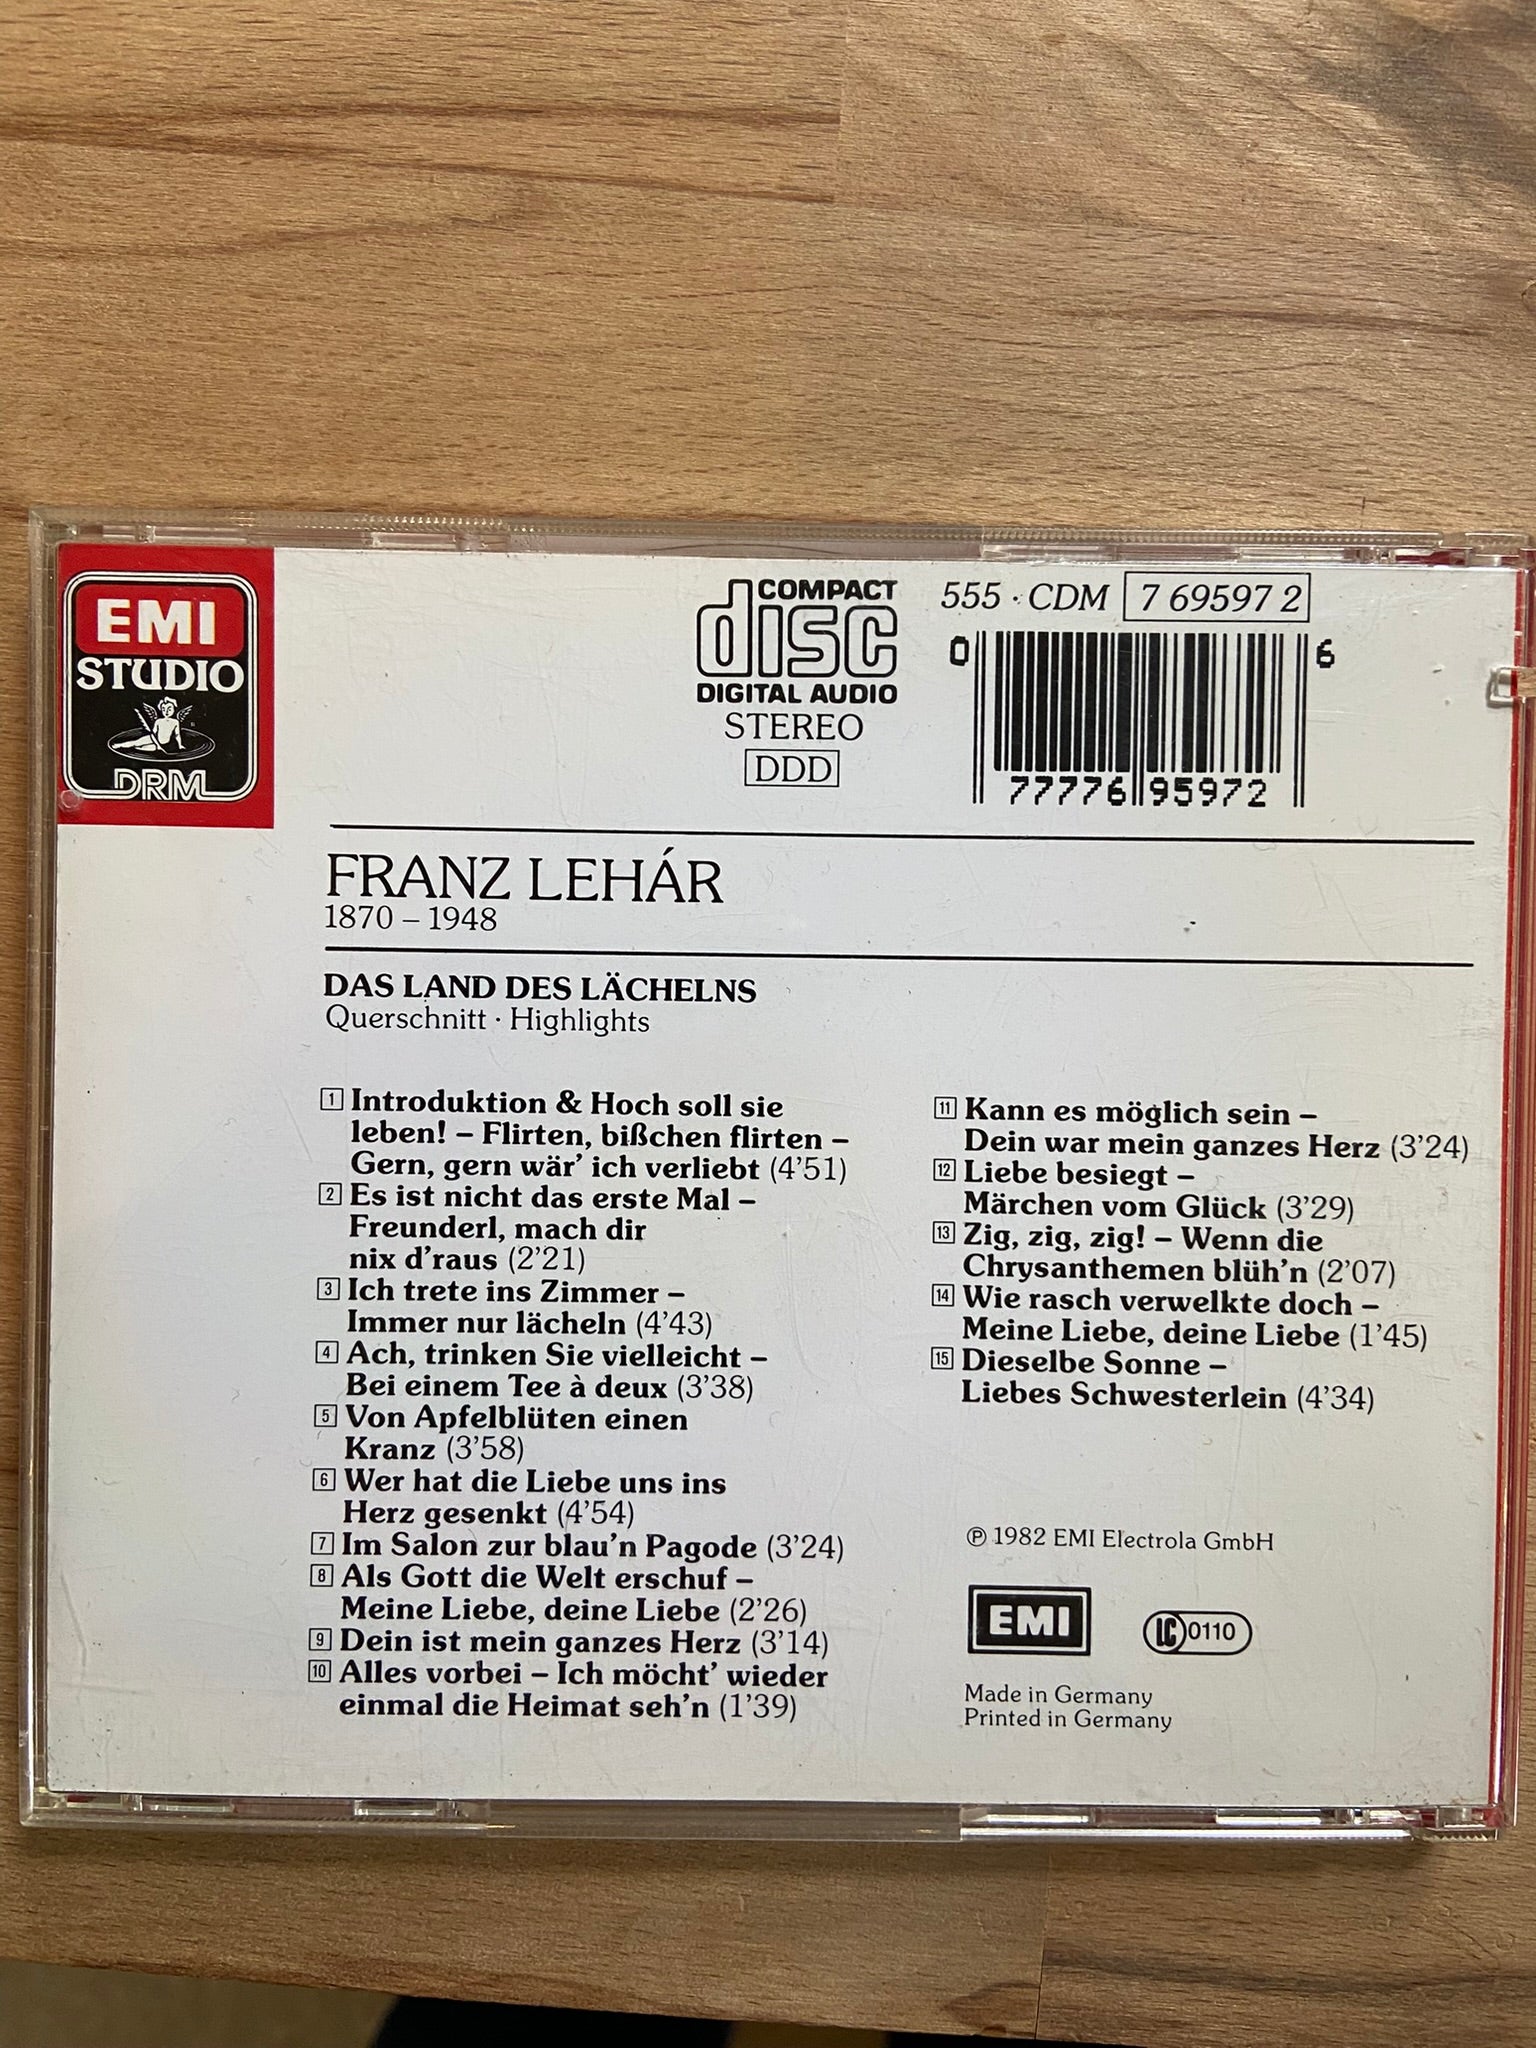 EMI
STUDIO
DRM
COMPACT
disc
DIGITAL AUDIO
STEREO
DDD
555 · CDM 7 69597 2
0 77776 95972 6
FRANZ LEHÁR
1870 – 1948
DAS LAND DES LÄCHELNS
Querschnitt · Highlights
1 Introduktion & Hoch soll sie
leben! – Flirten, bißchen flirten –
Gern, gern wär’ ich verliebt (4’51)
2 Es ist nicht das erste Mal –
Freunderl, mach dir
nix d’raus (2’21)
3 Ich trete ins Zimmer –
Immer nur lächeln (4’43)
4 Ach, trinken Sie vielleicht –
Bei einem Tee à deux (3’38)
5 Von Apfelblüten einen
Kranz (3’58)
6 Wer hat die Liebe uns ins
Herz gesenkt (4’54)
7 Im Salon zur blau’n Pagode (3’24)
8 Als Gott die Welt erschuf –
Meine Liebe, deine Liebe (2’26)
9 Dein ist mein ganzes Herz (3’14)
10 Alles vorbei – Ich möcht’ wieder
einmal die Heimat seh’n (1’39)
11 Kann es möglich sein –
Dein war mein ganzes Herz (3’24)
12 Liebe besiegt –
Märchen vom Glück (3’29)
13 Zig, zig, zig! – Wenn die
Chrysanthemen blüh’n (2’07)
14 Wie rasch verwelkte doch –
Meine Liebe, deine Liebe (1’45)
15 Dieselbe Sonne –
Liebes Schwesterlein (4’34)
℗ 1982 EMI Electrola GmbH
EMI
LC 0110
Made in Germany
Printed in Germany